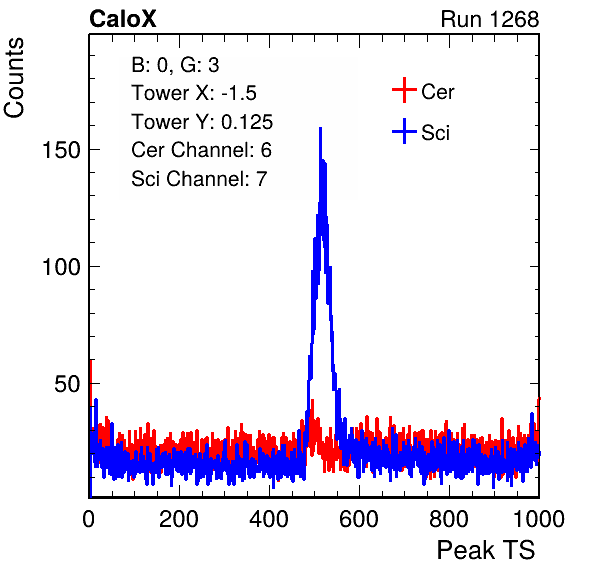 CaloX Run 1268
Counts
B: 0, G: 3
Tower X: -1.5
Tower Y: 0.125
Cer Channel: 6
Sci Channel: 7
Cer
Sci
150
100
50
0 200 400 600 800 1000
Peak TS